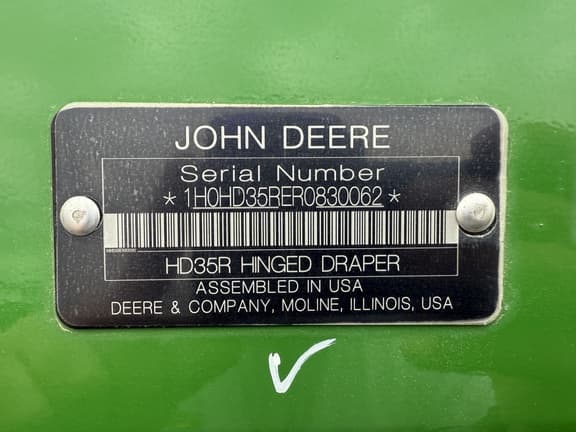 JOHN DEERE
Serial Number
*1H0HD35RER0830062*
HD35R HINGED DRAPER
ASSEMBLED IN USA
DEERE & COMPANY, MOLINE, ILLINOIS, USA